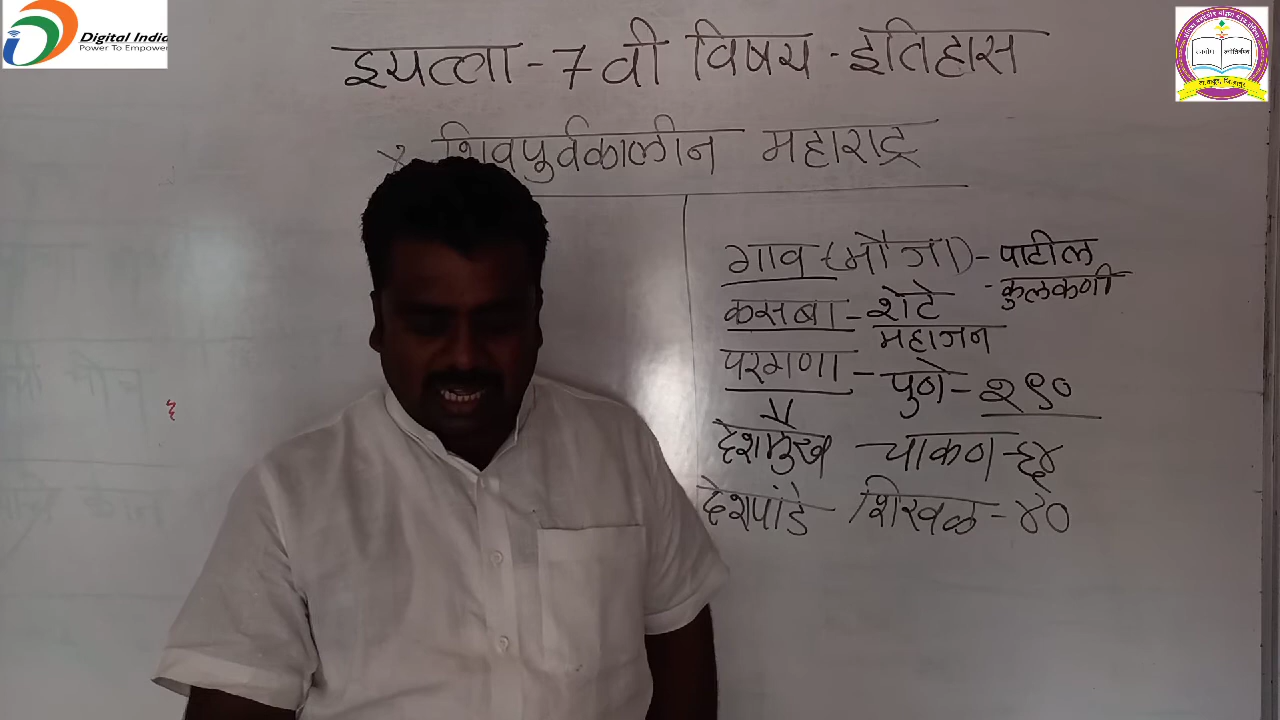 Digital India
Power To Empower
इयत्ता - 7 वी विषय - इतिहास
शिवपूर्वकालीन महाराष्ट्र
गाव (मौजा) - पाटील
- कुलकर्णी
कसबा - शेटे
महाजन
परगणा - पुणे - २९०
देशमुख चाकण - ६४
देशपांडे शिरवळ - ४०